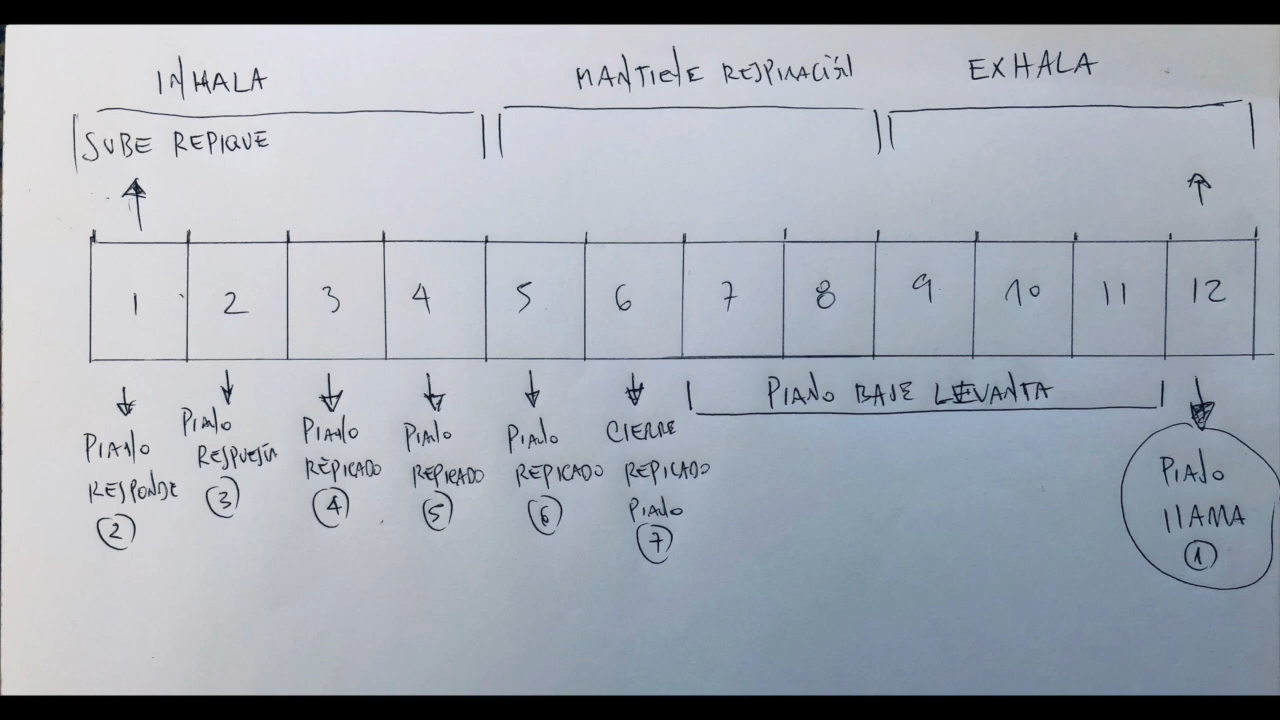 INHALA
MANTIENE RESPIRACIÓN
EXHALA
SUBE REPIQUE
1 2 3 4 5 6 7 8 9 10 11 12
PIANO
RESPONDE
2
PIANO
RESPUESTA
3
PIANO
REPICADO
4
PIANO
REPICADO
5
PIANO
REPICADO
6
CIERRE
REPICADO
PIANO
7
PIANO BASE LEVANTA
PIANO
LLAMA
1